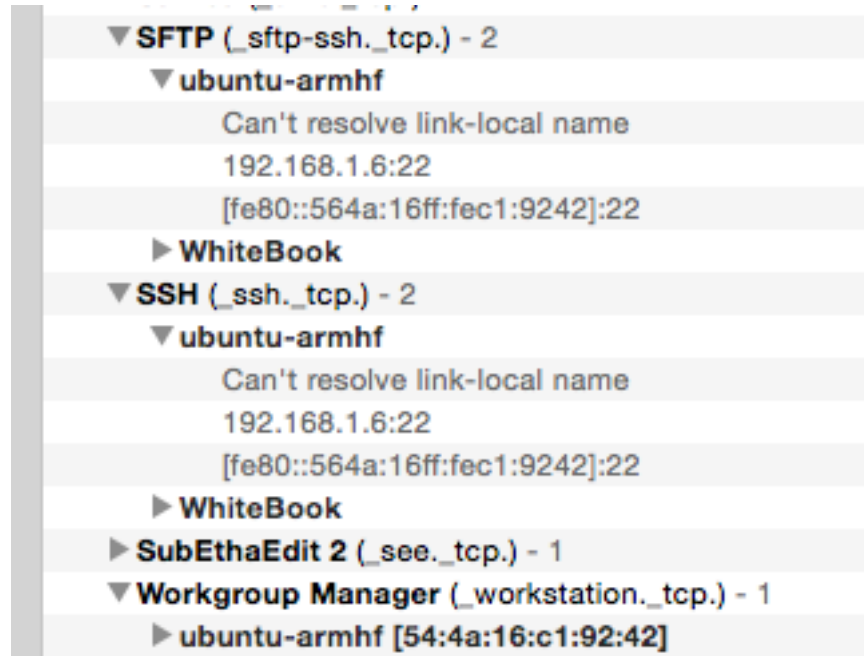 SFTP (_sftp-ssh._tcp.) - 2
ubuntu-armhf
Can't resolve link-local name
192.168.1.6:22
[fe80::564a:16ff:fec1:9242]:22
WhiteBook
SSH (_ssh._tcp.) - 2
ubuntu-armhf
Can't resolve link-local name
192.168.1.6:22
[fe80::564a:16ff:fec1:9242]:22
WhiteBook
SubEthaEdit 2 (_see._tcp.) - 1
Workgroup Manager (_workstation._tcp.) - 1
ubuntu-armhf [54:4a:16:c1:92:42]